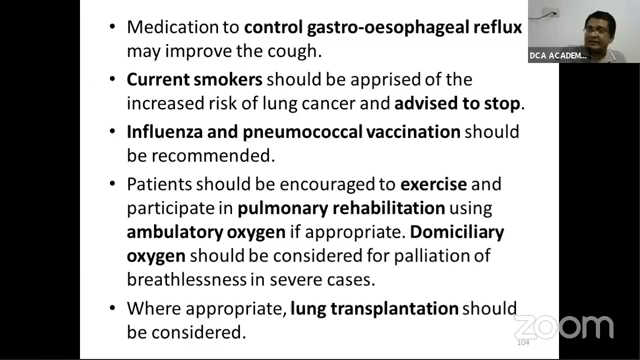 • Medication to control gastro-oesophageal reflux
may improve the cough.
• Current smokers should be apprised of the
increased risk of lung cancer and advised to stop.
• Influenza and pneumococcal vaccination should
be recommended.
• Patients should be encouraged to exercise and
participate in pulmonary rehabilitation using
ambulatory oxygen if appropriate. Domiciliary
oxygen should be considered for palliation of
breathlessness in severe cases.
• Where appropriate, lung transplantation should
be considered.
DCA ACADEM...
zoom
104